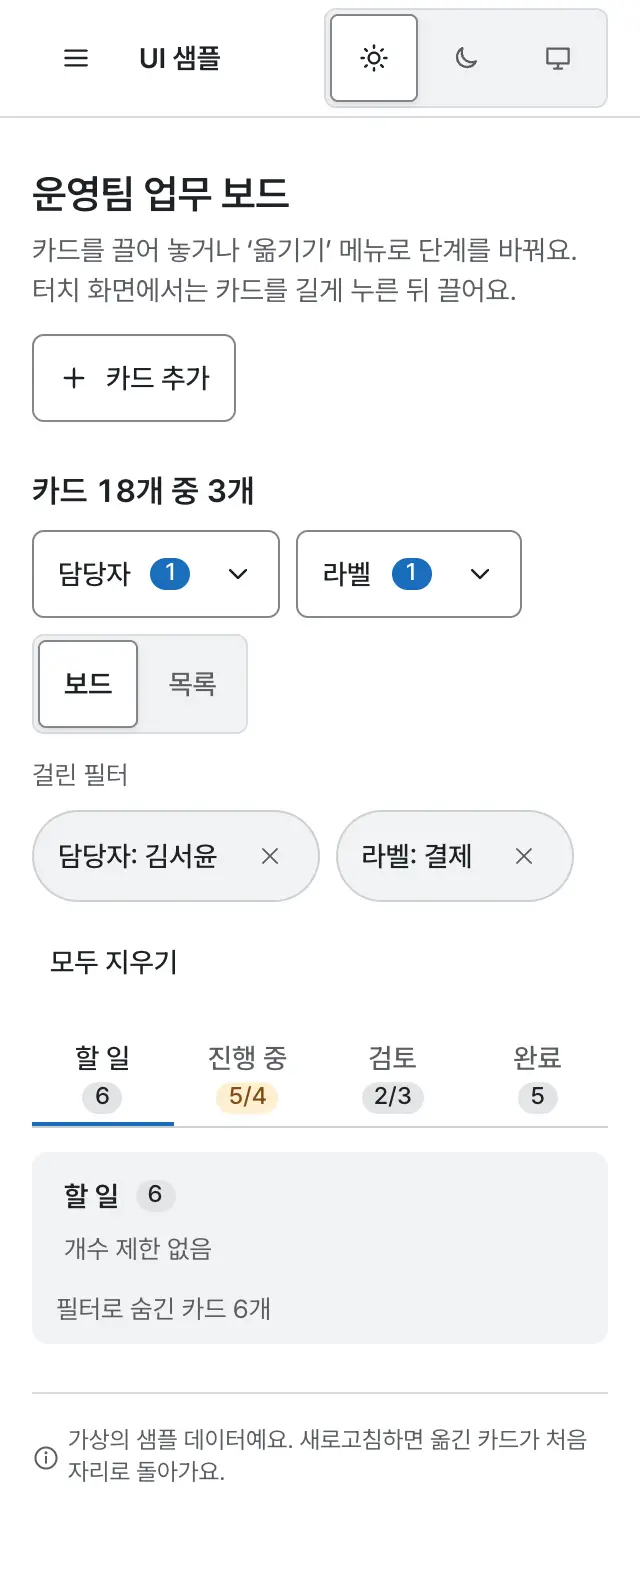 UI 샘플
운영팀 업무 보드
카드를 끌어 놓거나 ‘옮기기’ 메뉴로 단계를 바꿔요.
터치 화면에서는 카드를 길게 누른 뒤 끌어요.
카드 추가
카드 18개 중 3개
담당자 1 라벨 1
보드 목록
걸린 필터
담당자: 김서윤 라벨: 결제
모두 지우기
할 일 진행 중 검토 완료
6 5/4 2/3 5
할 일 6
개수 제한 없음
필터로 숨긴 카드 6개
가상의 샘플 데이터예요. 새로고침하면 옮긴 카드가 처음
자리로 돌아가요.